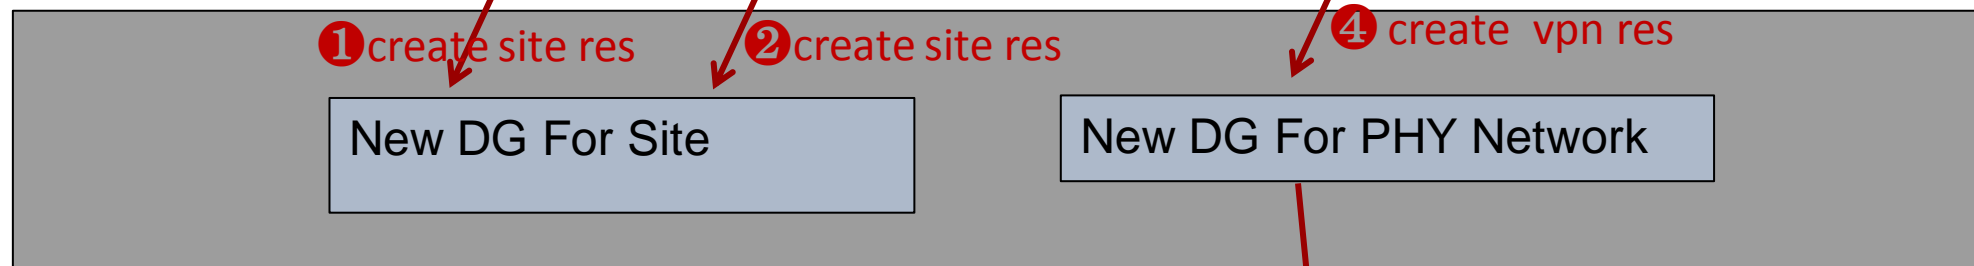 ❶create site res
❷create site res
❹ create vpn res
New DG For Site
New DG For PHY Network